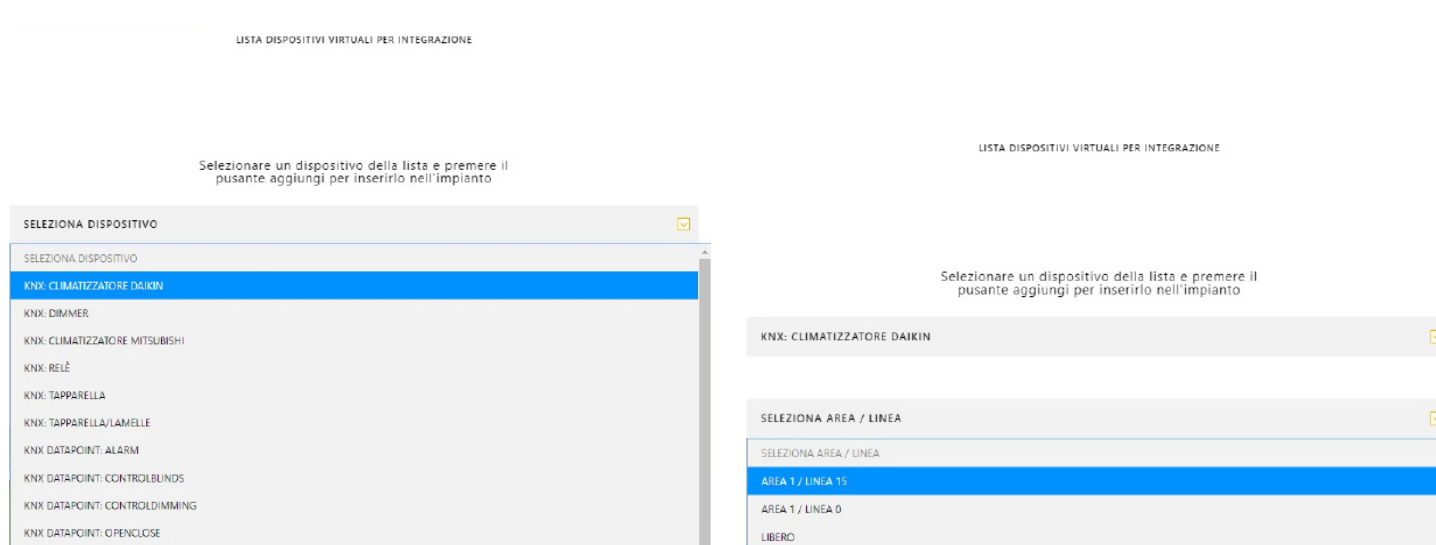 LISTA DISPOSITIVI VIRTUALI PER INTEGRAZIONE
Selezionare un dispositivo della lista e premere il
pusante aggiungi per inserirlo nell'impianto
SELEZIONA DISPOSITIVO
SELEZIONA DISPOSITIVO
KNX: CLIMATIZZATORE DAIKIN
KNX: DIMMER
KNX: CLIMATIZZATORE MITSUBISHI
KNX: RELÈ
KNX: TAPPARELLA
KNX: TAPPARELLA/LAMELLE
KNX DATAPOINT: ALARM
KNX DATAPOINT: CONTROLBLINDS
KNX DATAPOINT: CONTROLDIMMING
KNX DATAPOINT: OPENCLOSE
LISTA DISPOSITIVI VIRTUALI PER INTEGRAZIONE
Selezionare un dispositivo della lista e premere il
pusante aggiungi per inserirlo nell'impianto
KNX: CLIMATIZZATORE DAIKIN
SELEZIONA AREA / LINEA
SELEZIONA AREA / LINEA
AREA 1 / LINEA 15
AREA 1 / LINEA 0
LIBERO